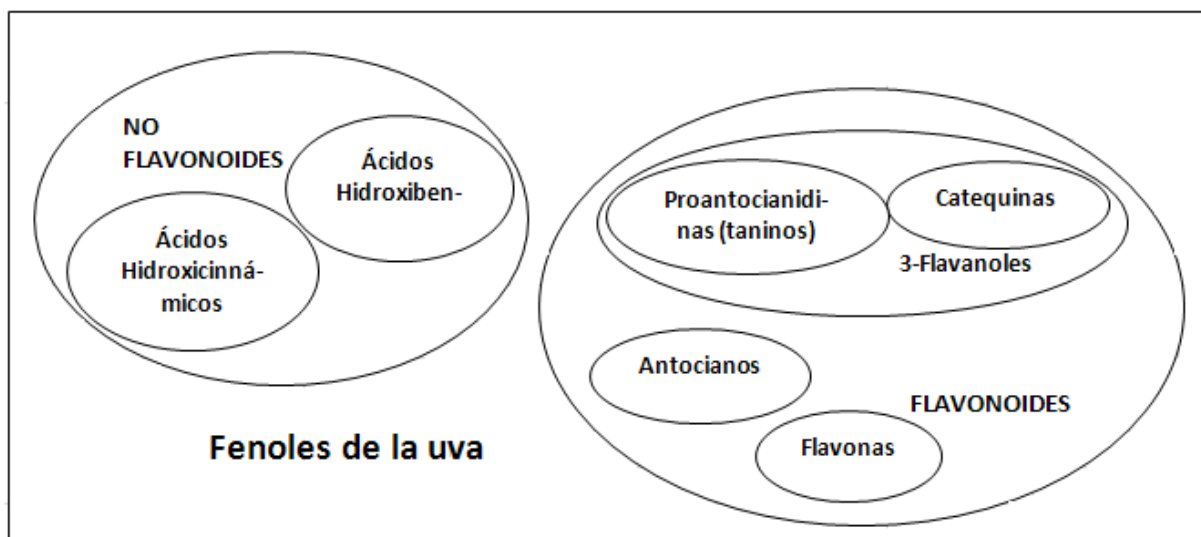 NO
FLAVONOIDES
Ácidos
Hidroxiben-
Ácidos
Hidroxicinná-
micos
Proantocianidi-
nas (taninos)
Catequinas
3-Flavanoles
Antocianos
FLAVONOIDES
Flavonas
Fenoles de la uva